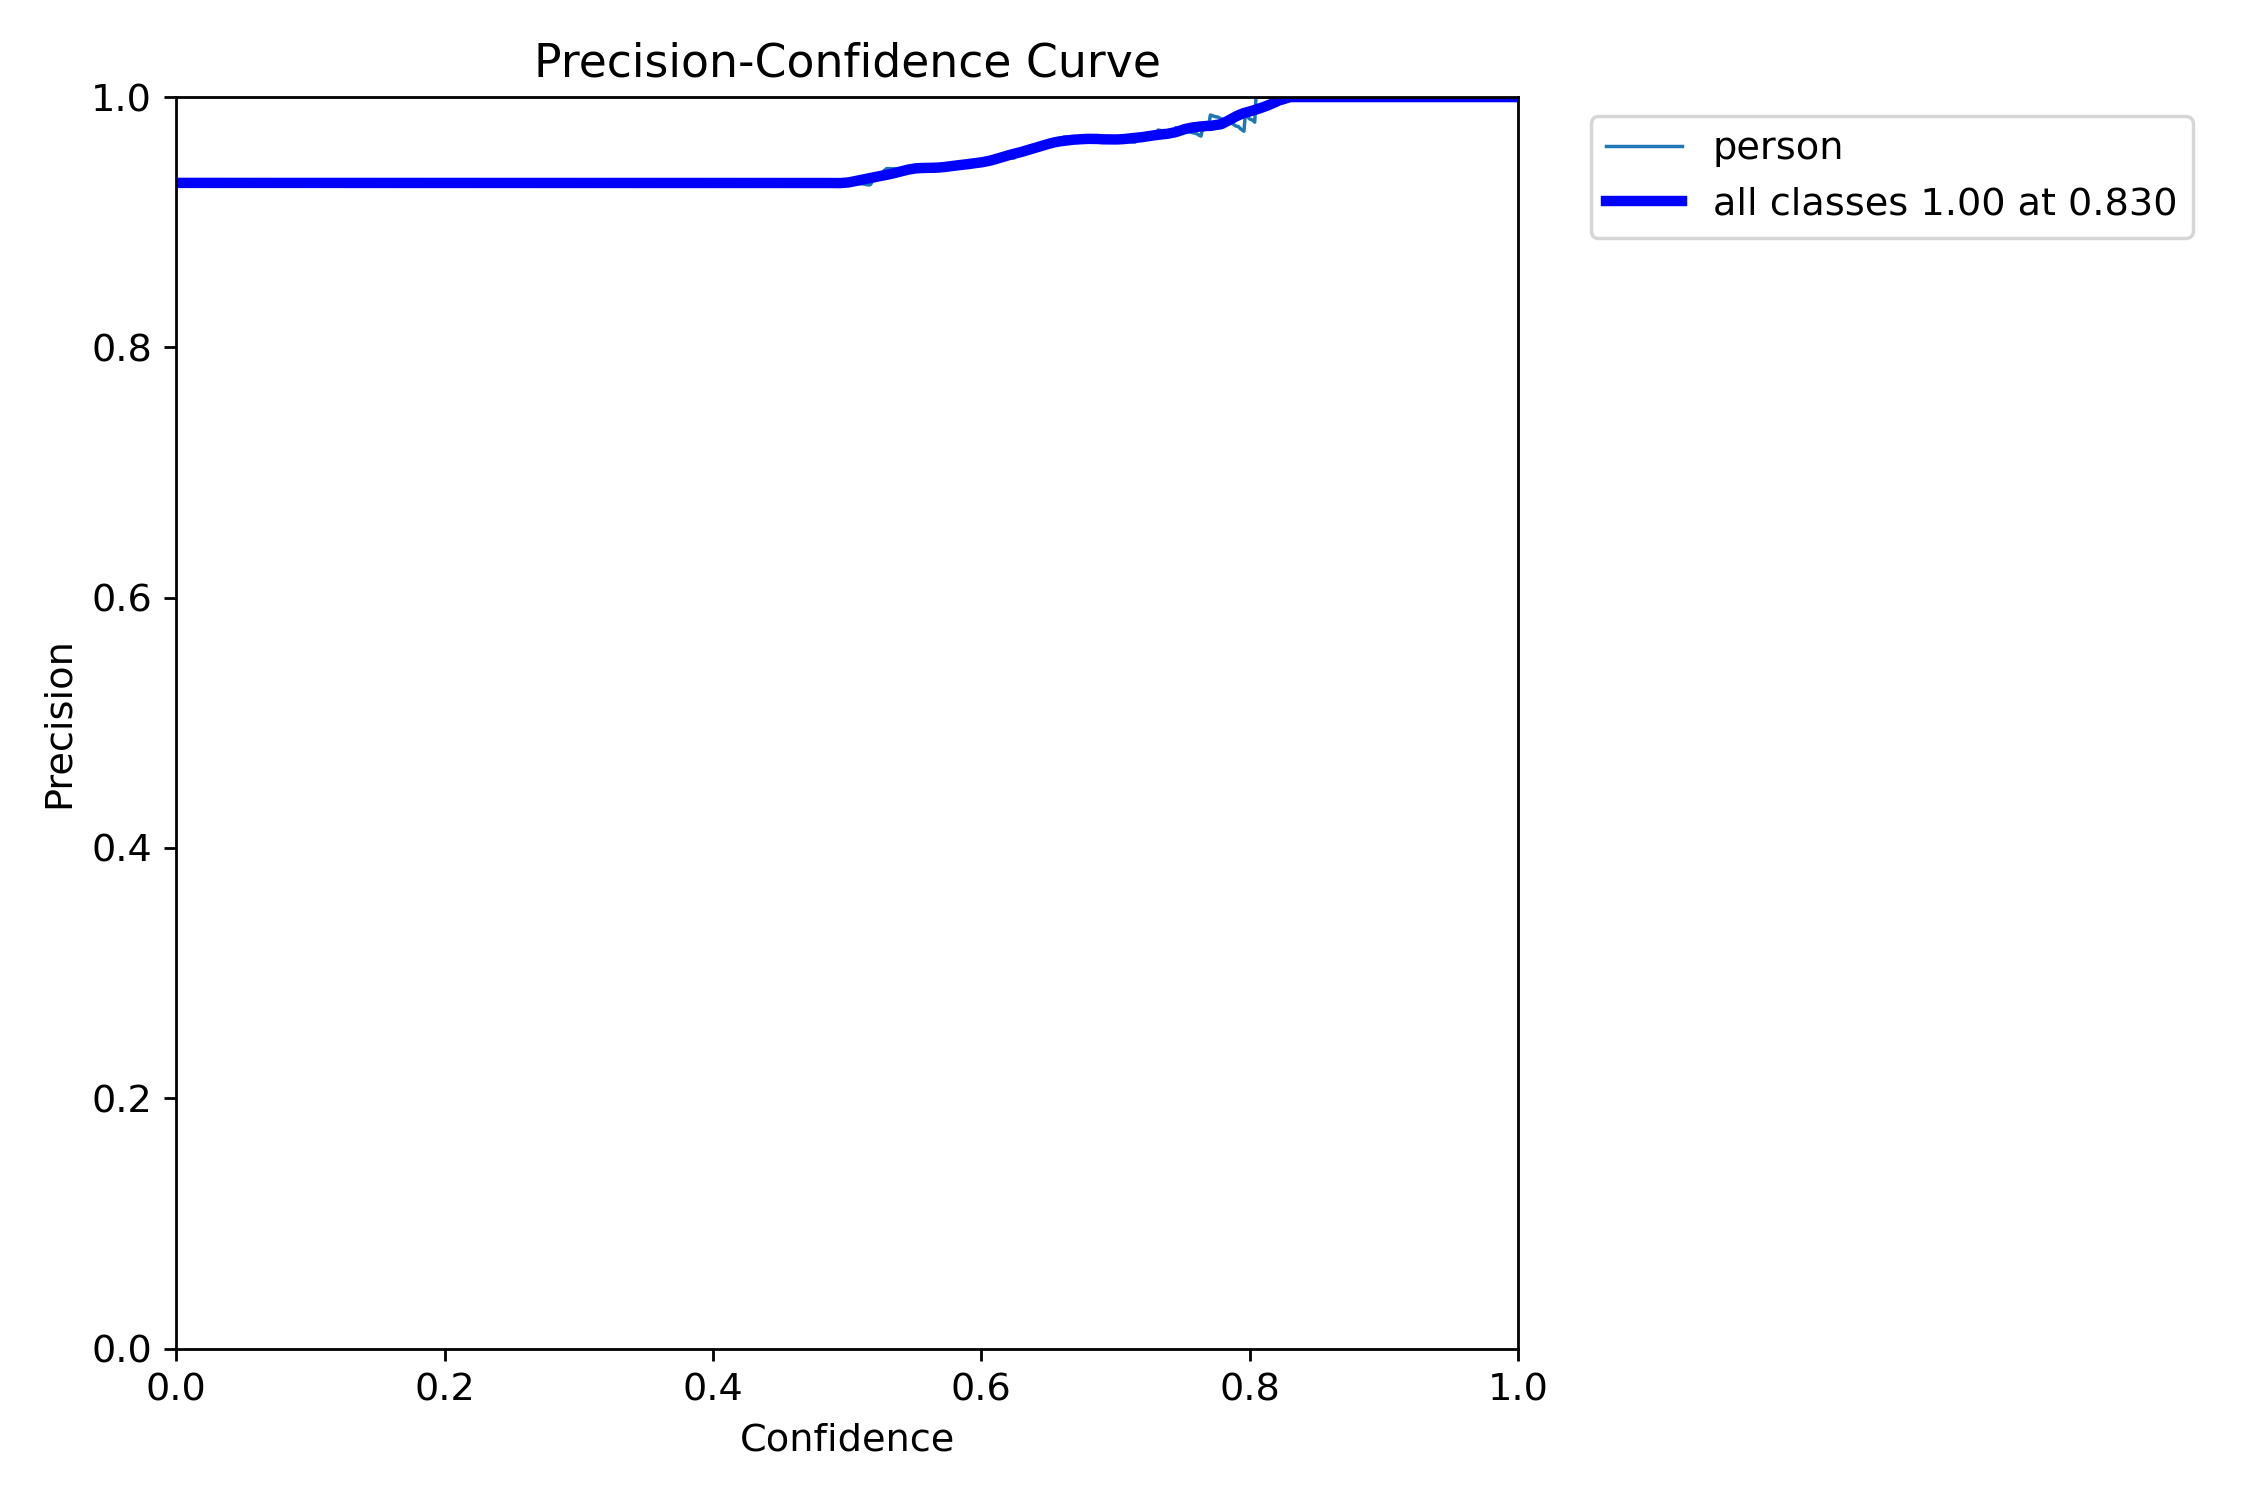 Precision-Confidence Curve
1.0
0.8
0.6
0.4
0.2
0.0
Precision
0.0 0.2 0.4 0.6 0.8 1.0
Confidence
person
all classes 1.00 at 0.830